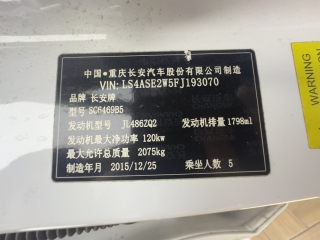 中国●重庆长安汽车股份有限公司制造
VIN: LS4ASE2W5FJ193070
品牌 长安牌
型号 SC6469B5
发动机型号 JL486ZQ2 发动机排量 1798ml
发动机最大净功率 120kw
最大允许总质量 2075kg
制造年月 2015/12/25 乘坐人数 5
WARNING